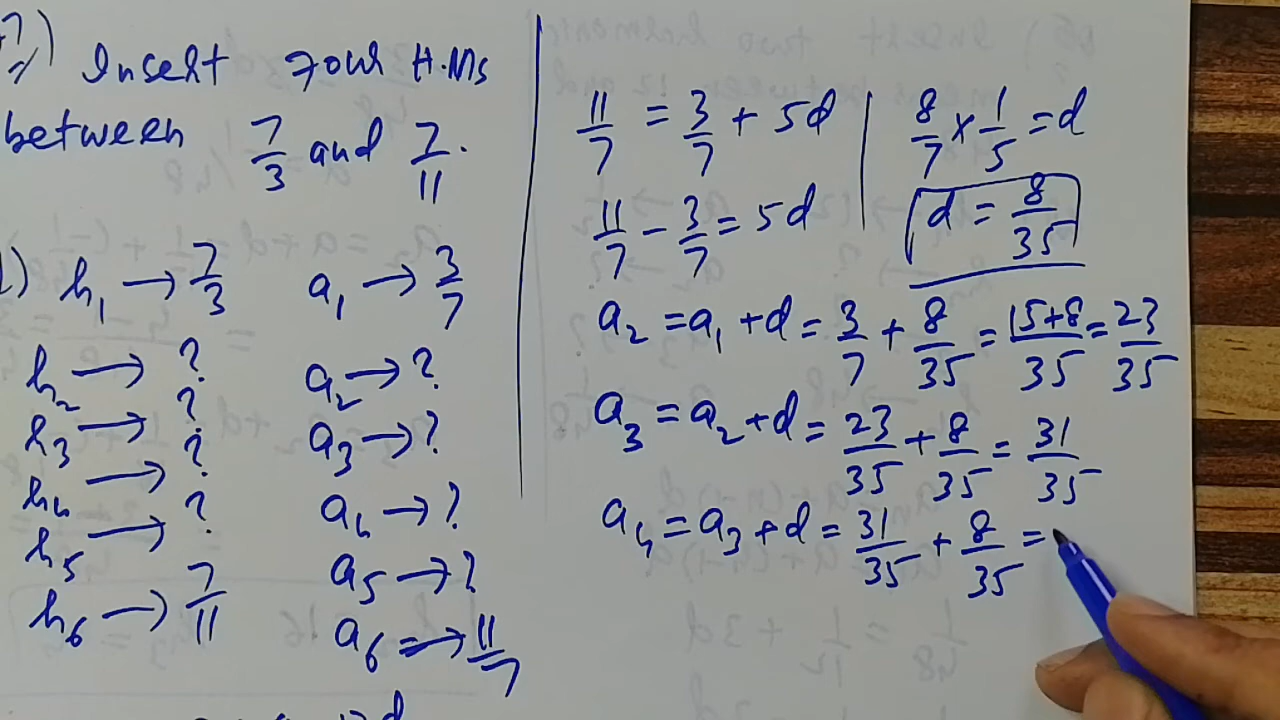 7) Insert four H.Ms
between 7/3 and 7/11.
h₁ → 7/3 a₁ → 3/7
h₂ → ? a₂ → ?
h₃ → ? a₃ → ?
h₄ → ? a₄ → ?
h₅ → ? a₅ → ?
h₆ → 7/11 a₆ → 11/7
11/7 = 3/7 + 5d
11/7 - 3/7 = 5d
8/7 × 1/5 = d
d = 8/35
a₂ = a₁ + d = 3/7 + 8/35 = 15+8/35 = 23/35
a₃ = a₂ + d = 23/35 + 8/35 = 31/35
a₄ = a₃ + d = 31/35 + 8/35 =